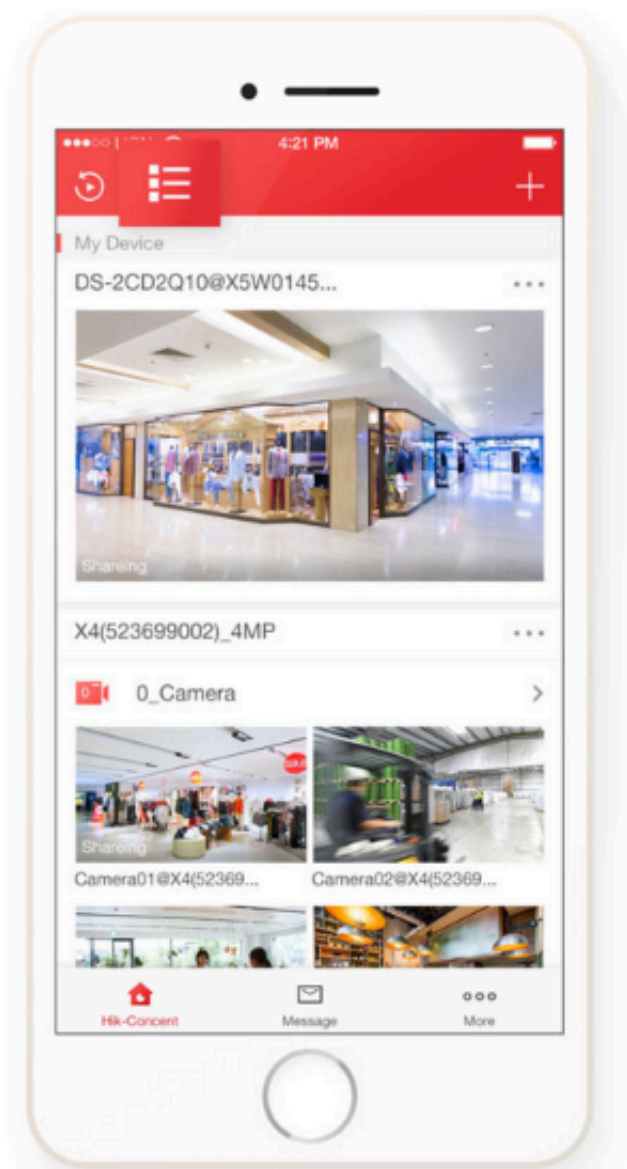 4:21 PM
My Device
DS-2CD2Q10@X5W0145...
Shareing
X4(523699002)_4MP
0 0_Camera
Shareing
Camera01@X4(52369...
Camera02@X4(52369...
Hik-Concent
Message
More